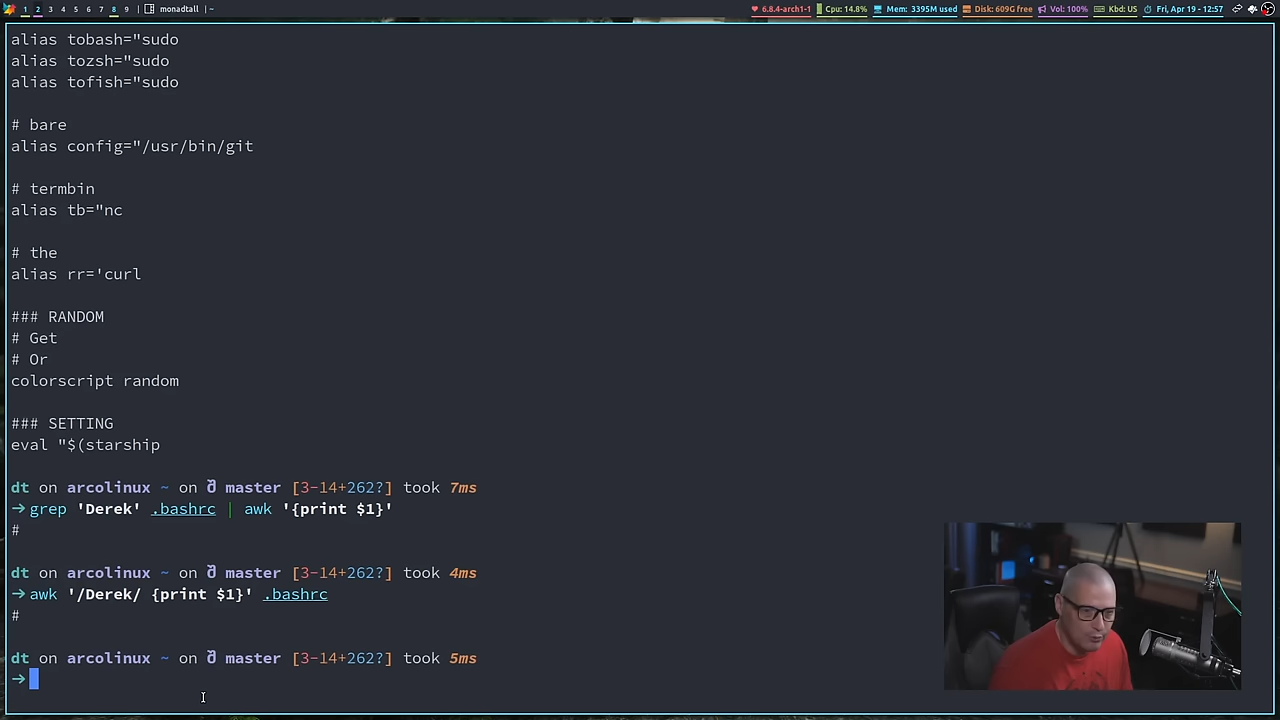 1 2 3 4 5 6 7 8 9 | monadtall | ~ 6.8.4-arch1-1 Cpu: 14.8% Mem: 3395M used Disk: 609G free Vol: 100% Kbd: US Fri, Apr 19 - 12:57
alias tobash="sudo
alias tozsh="sudo
alias tofish="sudo
# bare
alias config="/usr/bin/git
# termbin
alias tb="nc
# the
alias rr='curl
### RANDOM
# Get
# Or
colorscript random
### SETTING
eval "$(starship
dt on arcolinux ~ on ð master [3-14+262?] took 7ms
→ grep 'Derek' .bashrc | awk '{print $1}'
#
dt on arcolinux ~ on ð master [3-14+262?] took 4ms
→ awk '/Derek/ {print $1}' .bashrc
#
dt on arcolinux ~ on ð master [3-14+262?] took 5ms
→